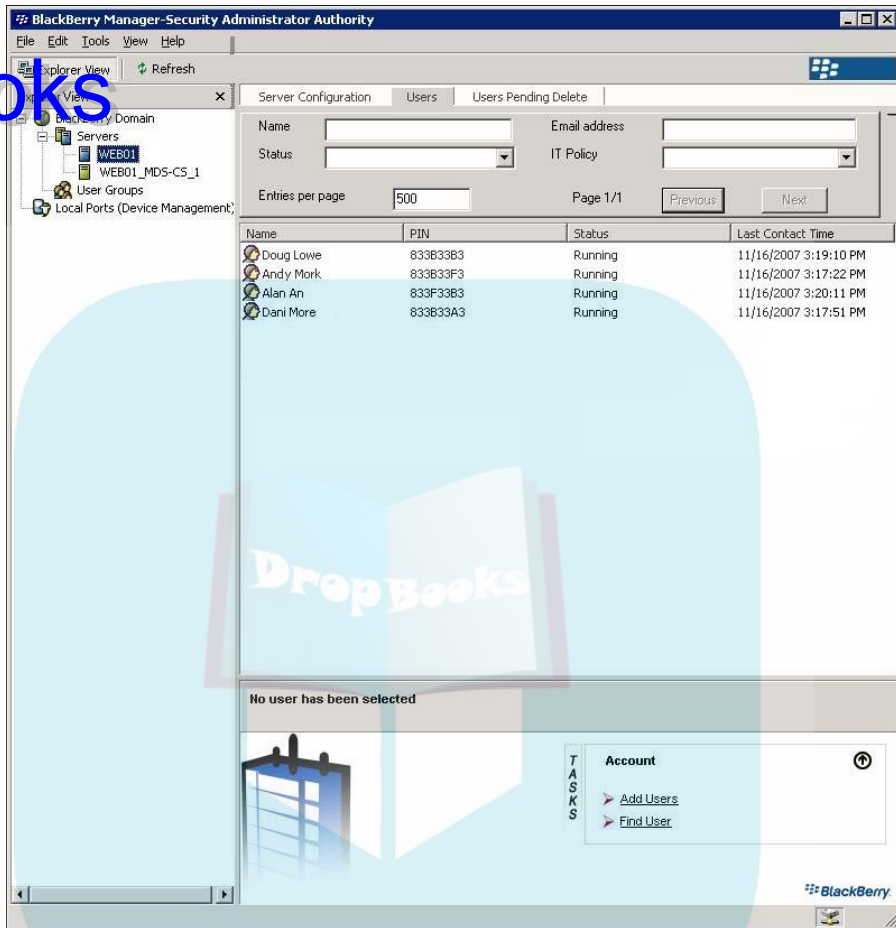 BlackBerry Manager-Security Administrator Authority
File Edit Tools View Help
Explorer View Refresh
oks
Explorer View × Server Configuration Users Users Pending Delete
BlackBerry Domain
Servers
WEB01
WEB01_MDS-CS_1
User Groups
Local Ports (Device Management)
Name Email address
Status IT Policy
Entries per page 500 Page 1/1 Previous Next
Name PIN Status Last Contact Time
Doug Lowe 833B33B3 Running 11/16/2007 3:19:10 PM
Andy Mork 833B33F3 Running 11/16/2007 3:17:22 PM
Alan An 833F33B3 Running 11/16/2007 3:20:11 PM
Dani More 833B33A3 Running 11/16/2007 3:17:51 PM
DropBooks
No user has been selected
TASKS
Account
Add Users
Find User
BlackBerry.